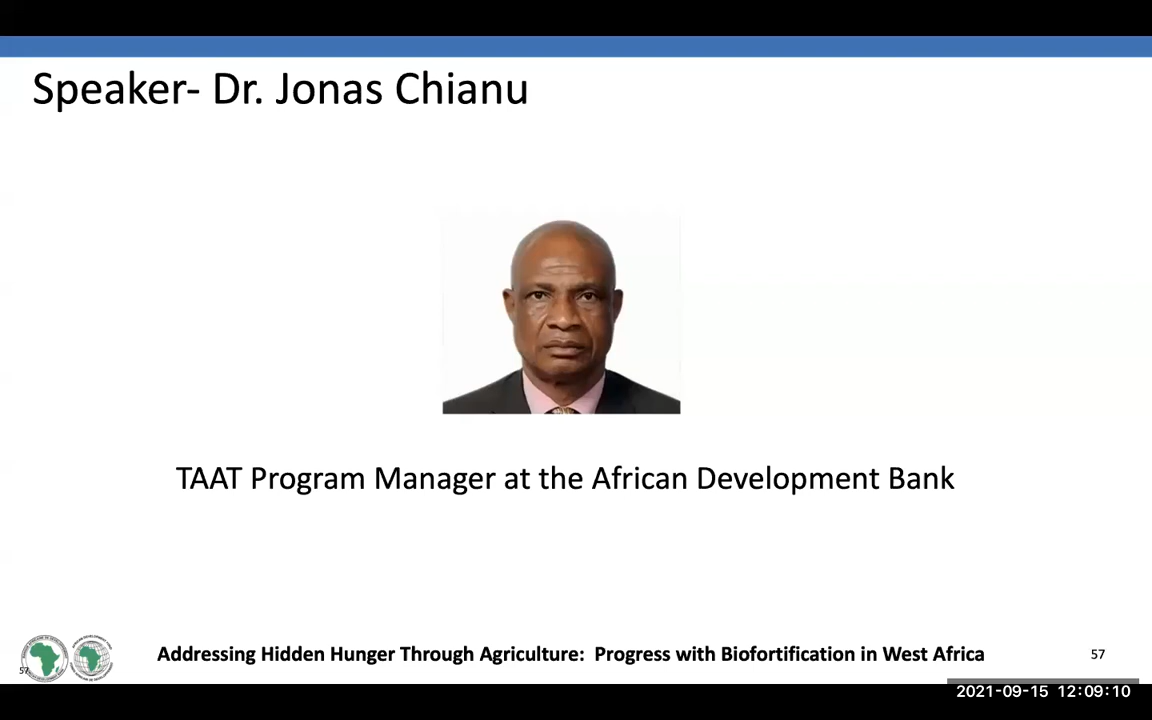 Speaker- Dr. Jonas Chianu
TAAT Program Manager at the African Development Bank
Addressing Hidden Hunger Through Agriculture: Progress with Biofortification in West Africa
57
57
2021-09-15 12:09:10